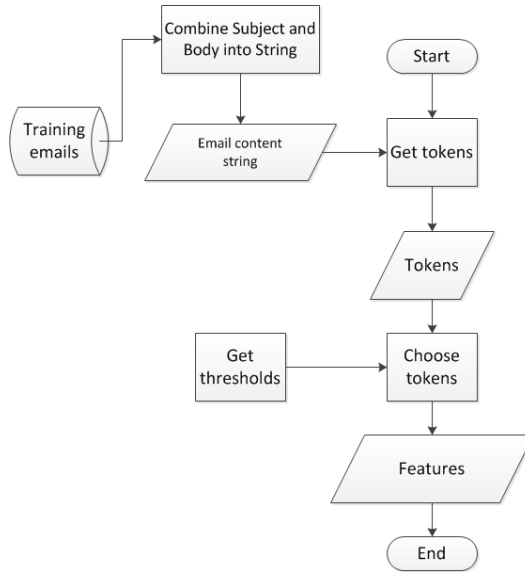 Combine Subject and
Body into String
Start
Training
emails
Email content
string
Get tokens
Tokens
Get
thresholds
Choose
tokens
Features
End